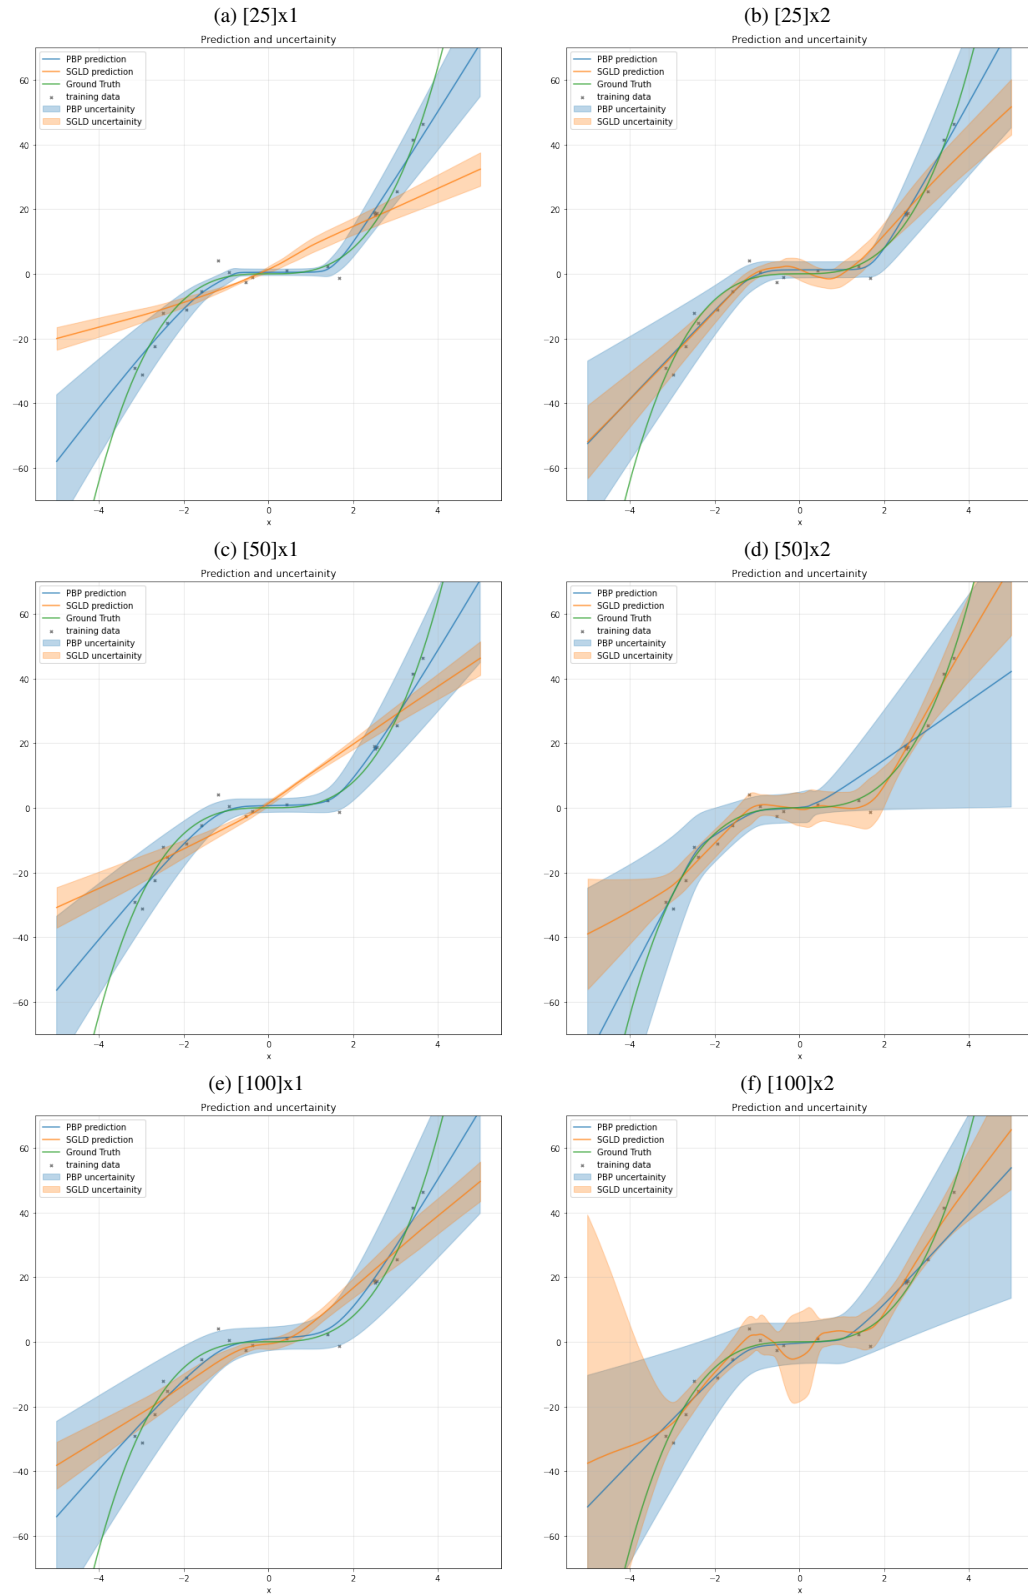 (a) [25]x1
Prediction and uncertainity
PBP prediction
SGLD prediction
Ground Truth
training data
PBP uncertainity
SGLD uncertainity
60
40
20
0
−20
−40
−60
−4 −2 0 2 4
x
(b) [25]x2
Prediction and uncertainity
PBP prediction
SGLD prediction
Ground Truth
training data
PBP uncertainity
SGLD uncertainity
60
40
20
0
−20
−40
−60
−4 −2 0 2 4
x
(c) [50]x1
Prediction and uncertainity
PBP prediction
SGLD prediction
Ground Truth
training data
PBP uncertainity
SGLD uncertainity
60
40
20
0
−20
−40
−60
−4 −2 0 2 4
x
(d) [50]x2
Prediction and uncertainity
PBP prediction
SGLD prediction
Ground Truth
training data
PBP uncertainity
SGLD uncertainity
60
40
20
0
−20
−40
−60
−4 −2 0 2 4
x
(e) [100]x1
Prediction and uncertainity
PBP prediction
SGLD prediction
Ground Truth
training data
PBP uncertainity
SGLD uncertainity
60
40
20
0
−20
−40
−60
−4 −2 0 2 4
x
(f) [100]x2
Prediction and uncertainity
PBP prediction
SGLD prediction
Ground Truth
training data
PBP uncertainity
SGLD uncertainity
60
40
20
0
−20
−40
−60
−4 −2 0 2 4
x